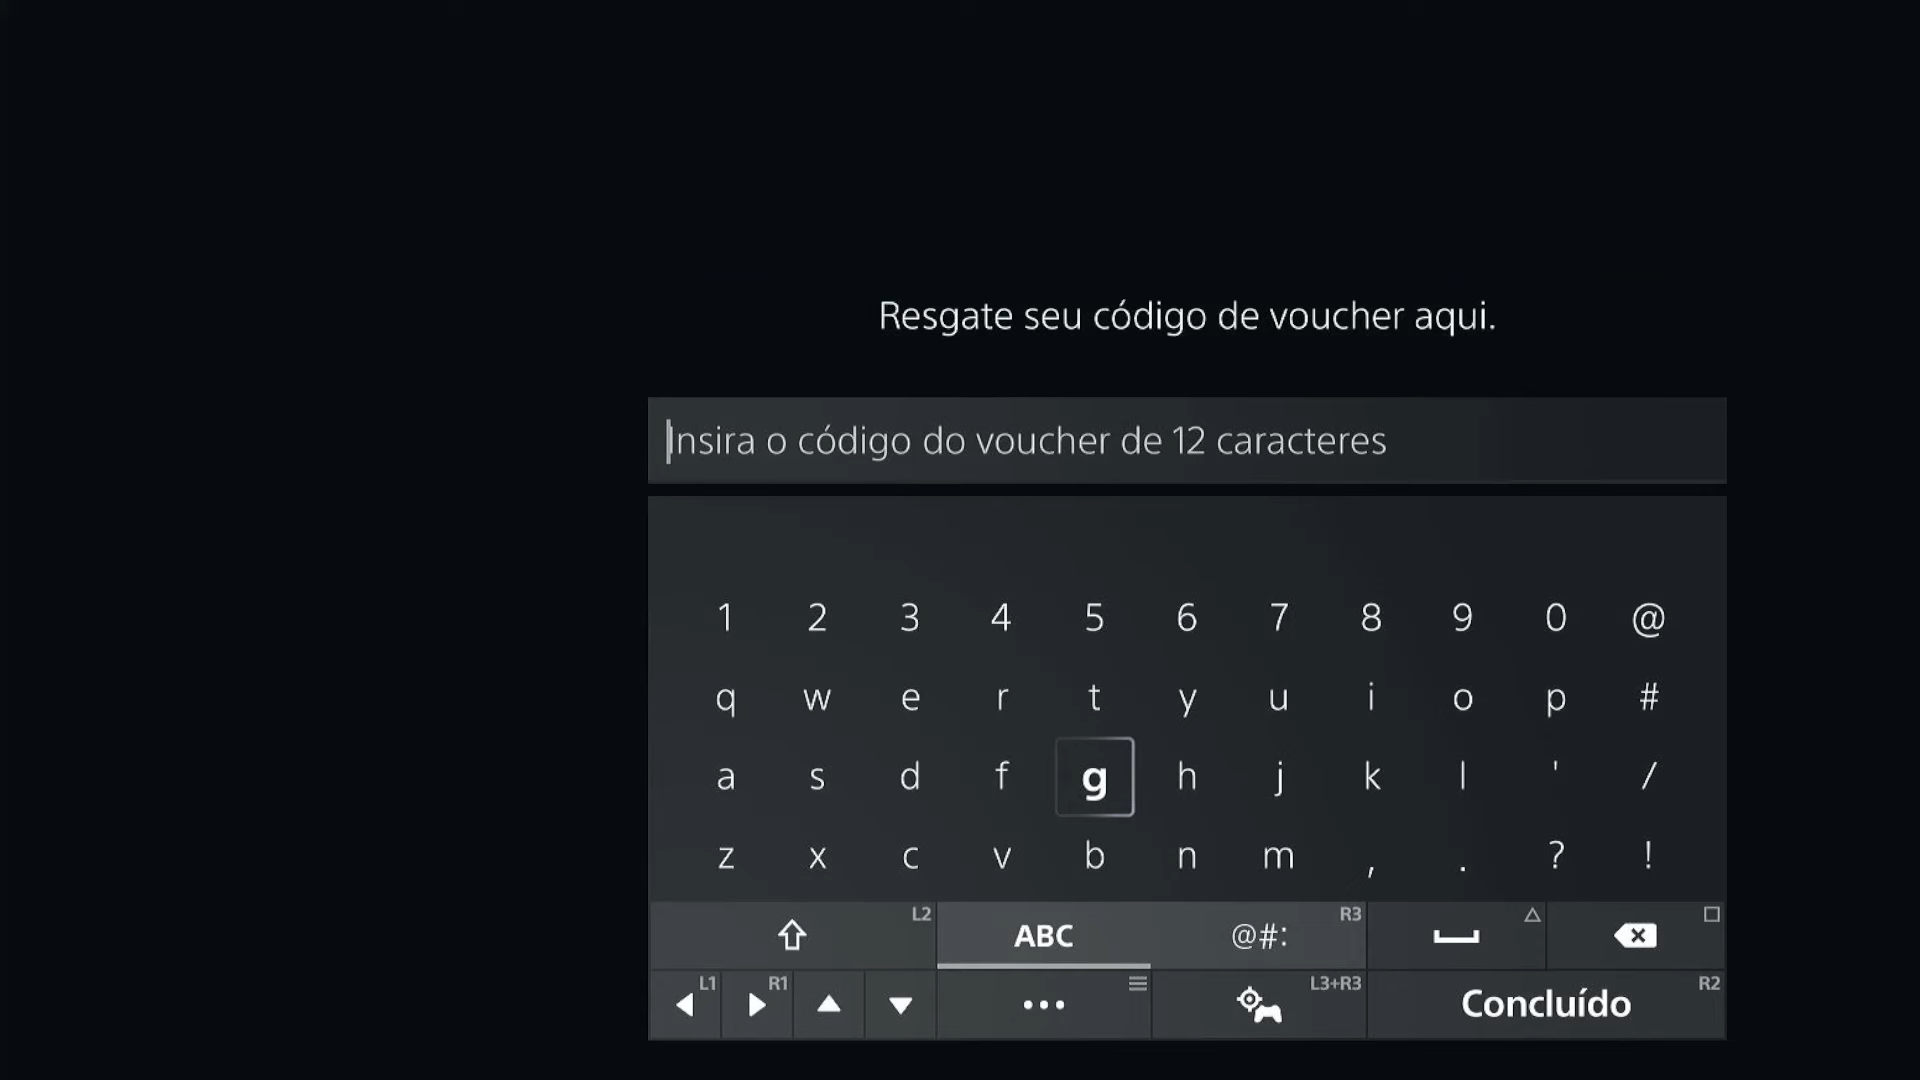 Resgate seu código de voucher aqui.
Insira o código do voucher de 12 caracteres
1 2 3 4 5 6 7 8 9 0 @
q w e r t y u i o p #
a s d f g h j k l ' /
z x c v b n m , . ? !
L2 ABC @#: R3
L1 R1 ••• L3+R3 Concluído R2